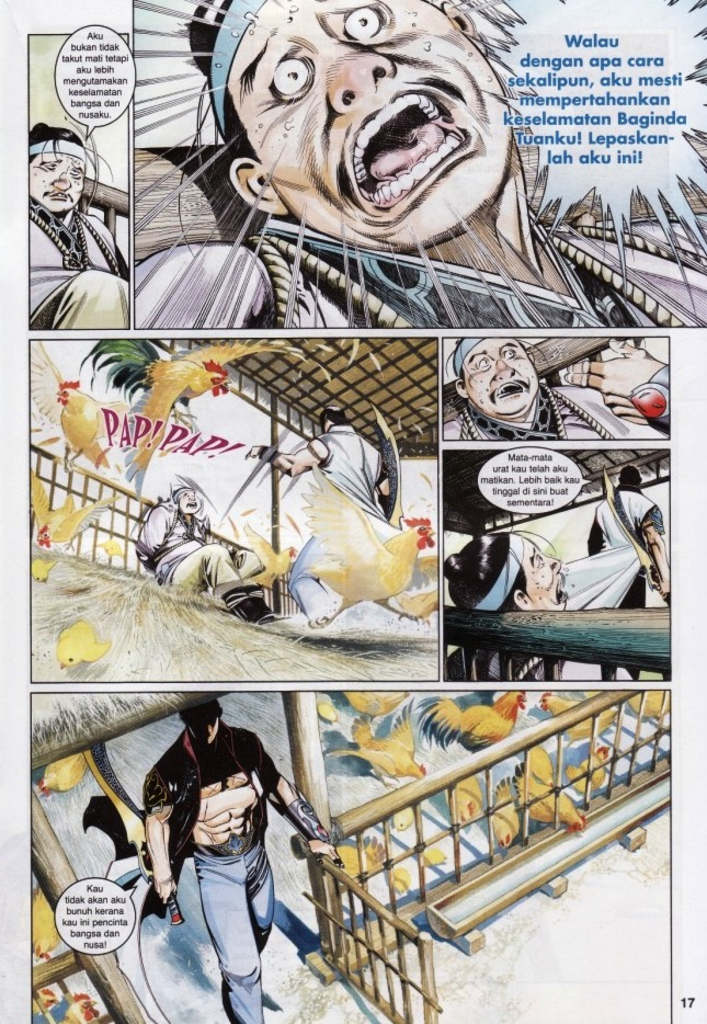 Aku
bukan tidak
takut mati tetapi
aku lebih
mengutamakan
keselamatan
bangsa dan
nusaku.
Walau
dengan apa cara
sekalipun, aku mesti
mempertahankan
keselamatan Baginda
Tuanku! Lepaskan-
lah aku ini!
PAP! PAP!
Mata-mata
urat kau telah aku
matikan. Lebih baik kau
tinggal di sini buat
sementara!
Kau
tidak akan aku
bunuh kerana
kau ini pencinta
bangsa dan
nusa!
17